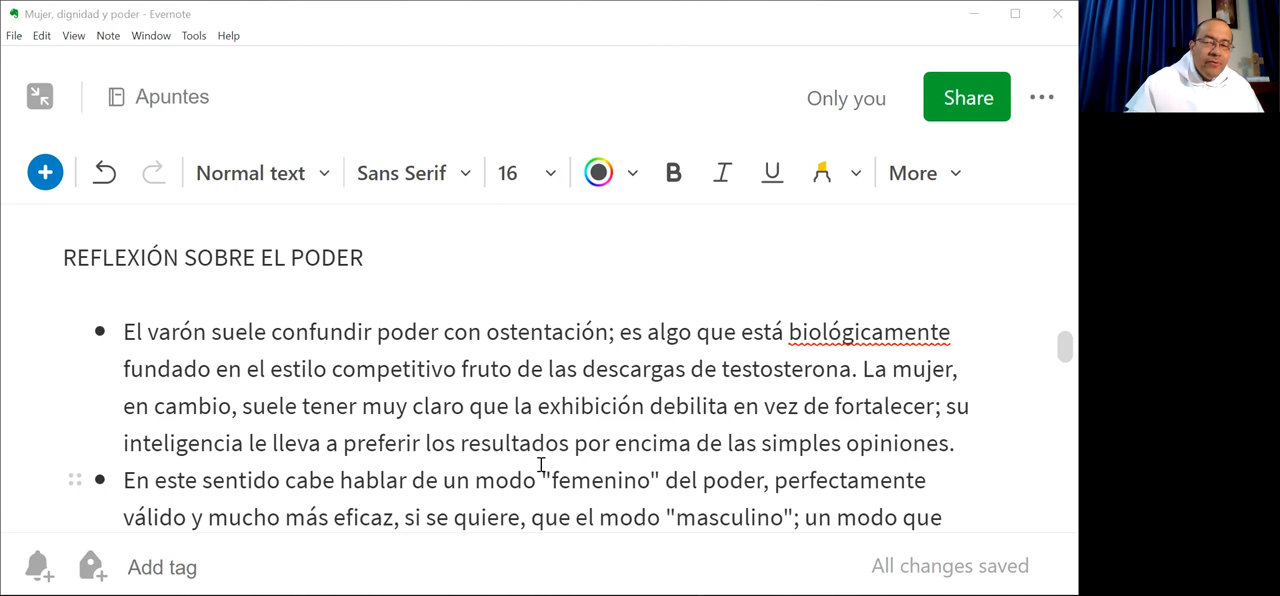 Mujer, dignidad y poder - Evernote
File Edit View Note Window Tools Help
Apuntes
Only you
Share
Normal text
Sans Serif
16
B I U
More
REFLEXIÓN SOBRE EL PODER
El varón suele confundir poder con ostentación; es algo que está biológicamente
fundado en el estilo competitivo fruto de las descargas de testosterona. La mujer,
en cambio, suele tener muy claro que la exhibición debilita en vez de fortalecer; su
inteligencia le lleva a preferir los resultados por encima de las simples opiniones.
En este sentido cabe hablar de un modo "femenino" del poder, perfectamente
válido y mucho más eficaz, si se quiere, que el modo "masculino"; un modo que
Add tag
All changes saved